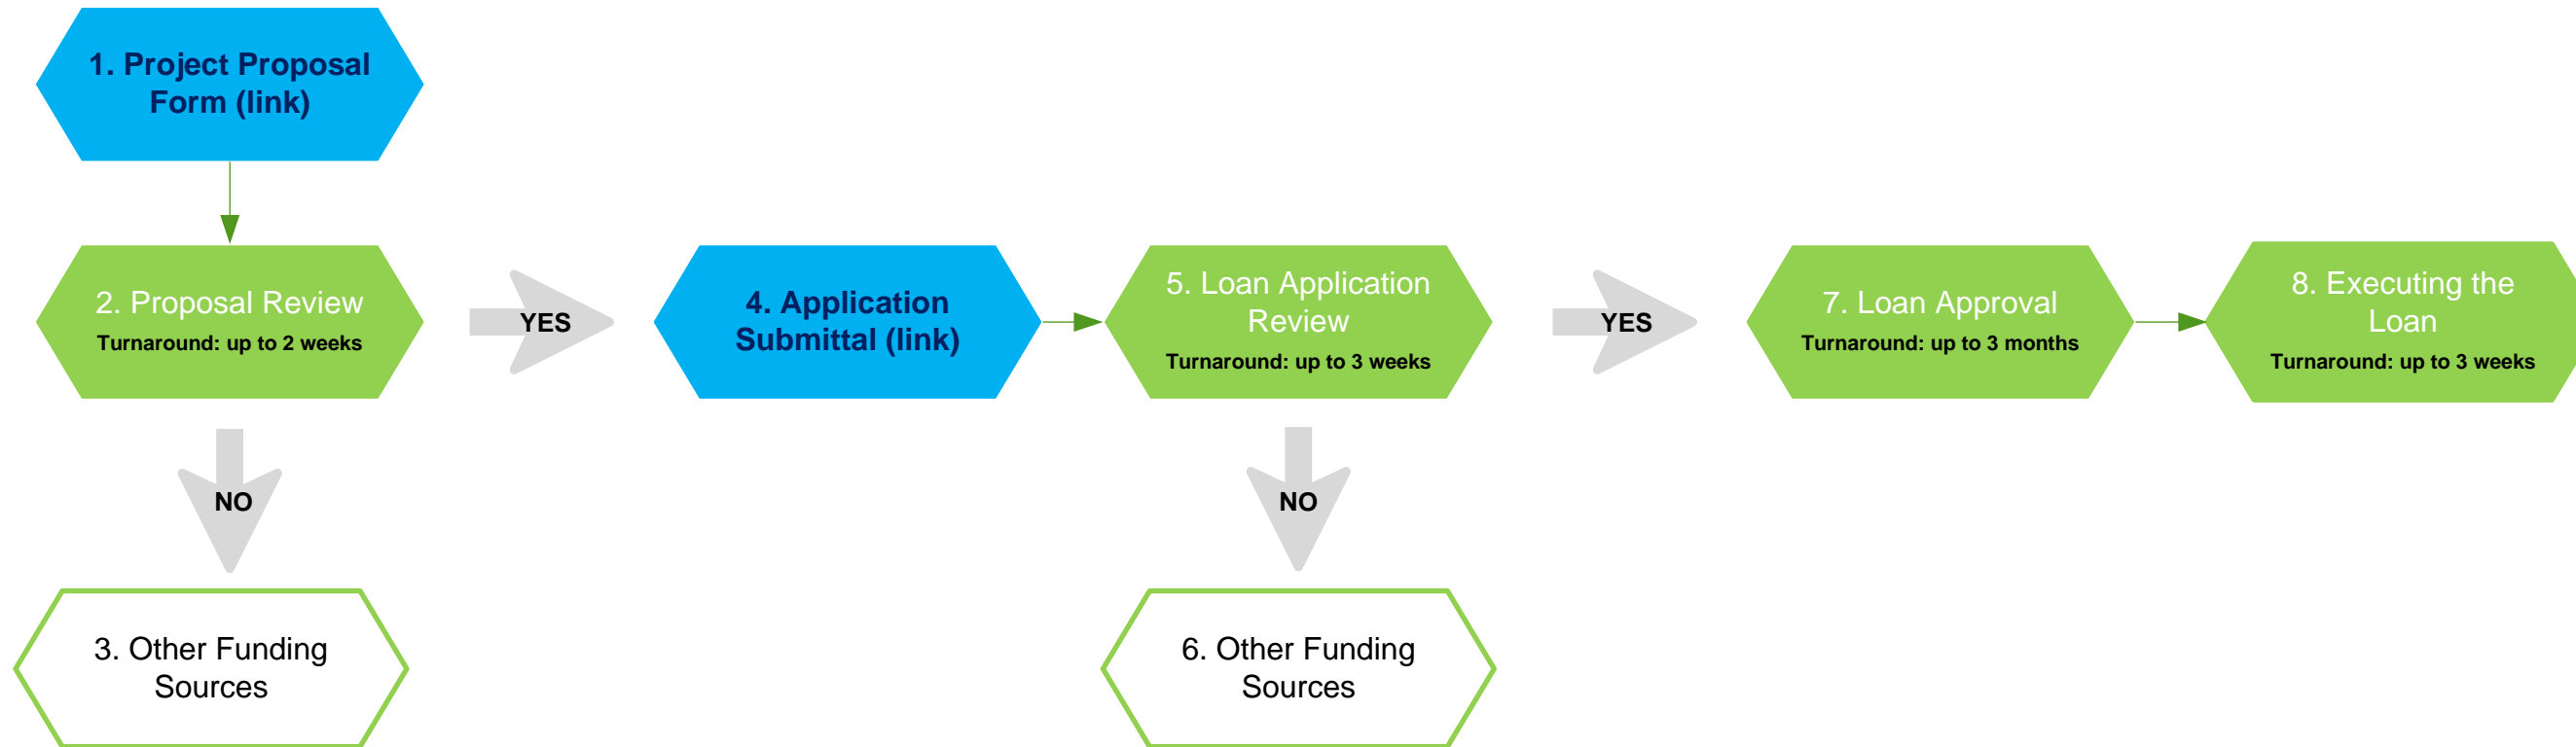 1. Project Proposal
Form (link)
2. Proposal Review
Turnaround: up to 2 weeks
YES
NO
3. Other Funding
Sources
4. Application
Submittal (link)
5. Loan Application
Review
Turnaround: up to 3 weeks
YES
NO
6. Other Funding
Sources
7. Loan Approval
Turnaround: up to 3 months
8. Executing the
Loan
Turnaround: up to 3 weeks